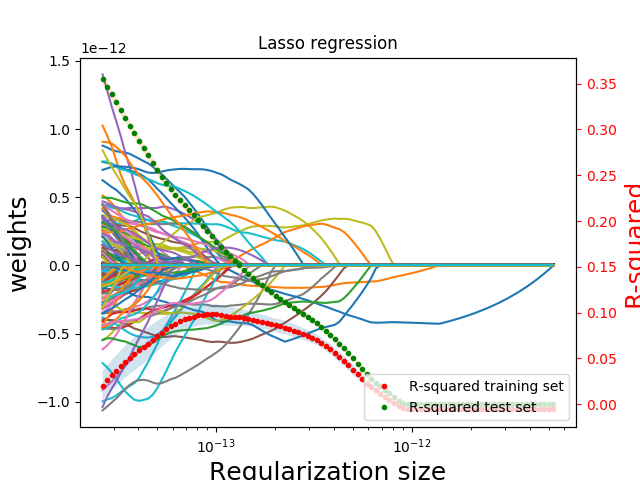 Lasso regression
1e−12
1.5
1.0
0.5
0.0
−0.5
−1.0
weights
0.35
0.30
0.25
0.20
0.15
0.10
0.05
0.00
R-squared
R-squared training set
R-squared test set
10−13
10−12
Regularization size